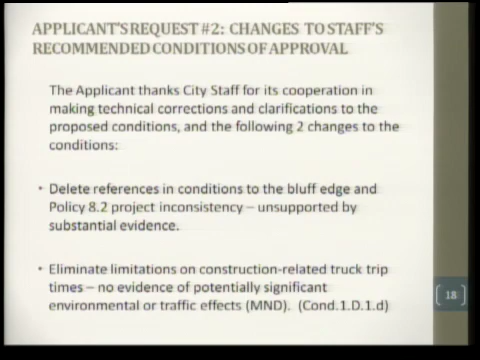 APPLICANT'S REQUEST #2: CHANGES TO STAFF'S
RECOMMENDED CONDITIONS OF APPROVAL
The Applicant thanks City Staff for its cooperation in
making technical corrections and clarifications to the
proposed conditions, and the following 2 changes to the
conditions:
• Delete references in conditions to the bluff edge and
Policy 8.2 project inconsistency – unsupported by
substantial evidence.
• Eliminate limitations on construction-related truck trip
times – no evidence of potentially significant
environmental or traffic effects (MND). (Cond.1.D.1.d)
18